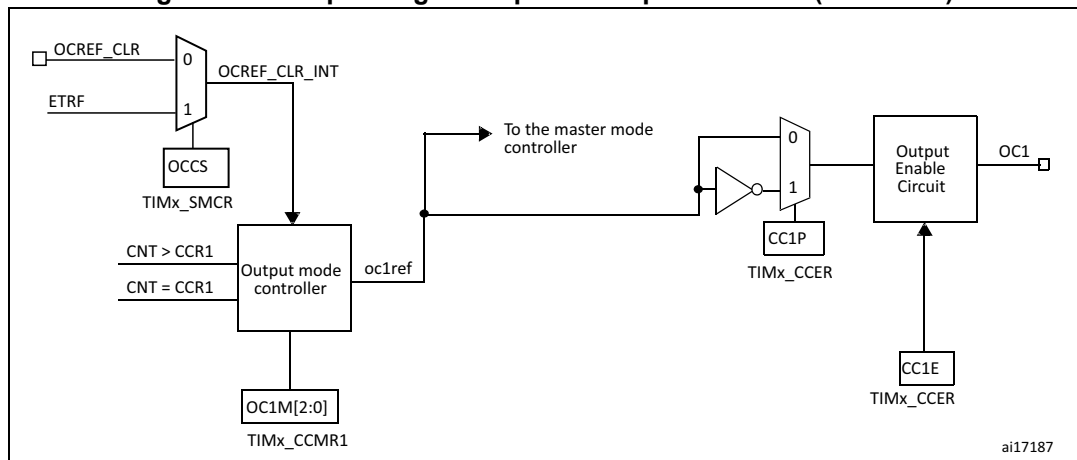 OCREF_CLR
0
OCREF_CLR_INT
ETRF
1
OCCS
TIMx_SMCR
To the master mode
controller
0
1
Output
Enable
Circuit
OC1
CNT > CCR1
CNT = CCR1
Output mode
controller
oc1ref
CC1P
TIMx_CCER
CC1E
TIMx_CCER
OC1M[2:0]
TIMx_CCMR1
ai17187